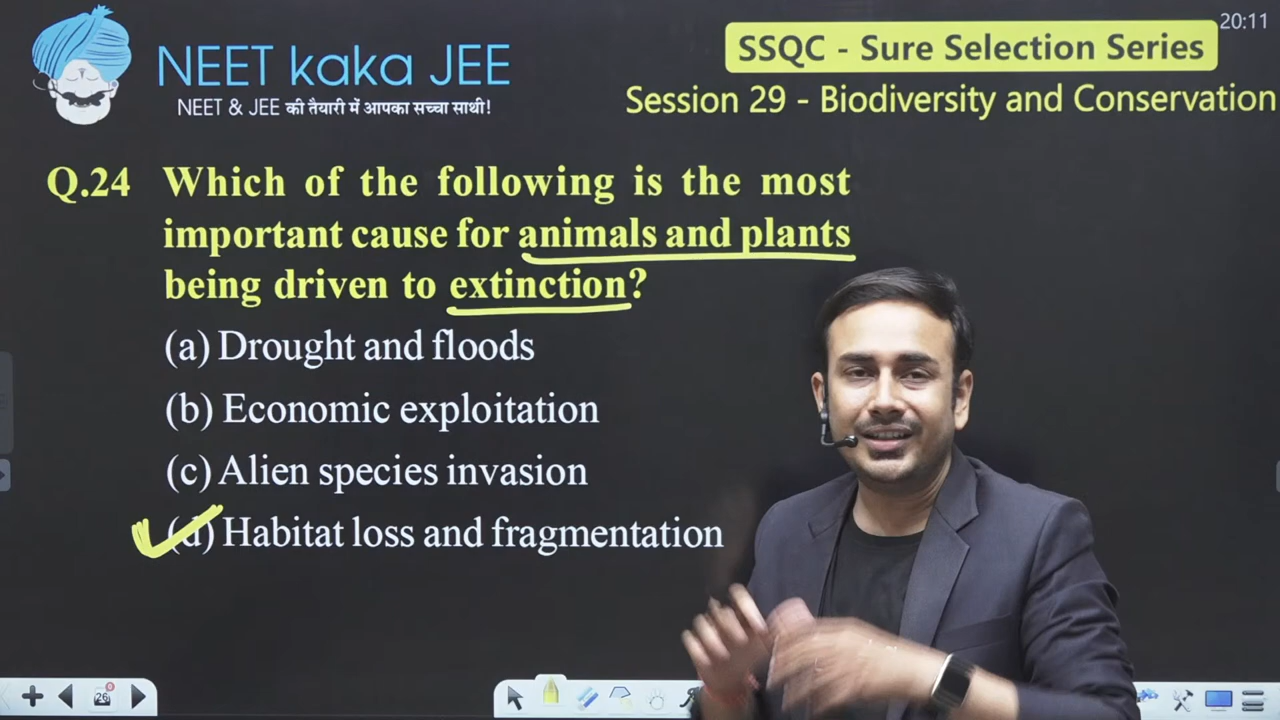 20:11
NEET kaka JEE
NEET & JEE की तैयारी में आपका सच्चा साथी!
SSQC - Sure Selection Series
Session 29 - Biodiversity and Conservation
Q.24 Which of the following is the most
important cause for animals and plants
being driven to extinction?
(a) Drought and floods
(b) Economic exploitation
(c) Alien species invasion
(d) Habitat loss and fragmentation
26